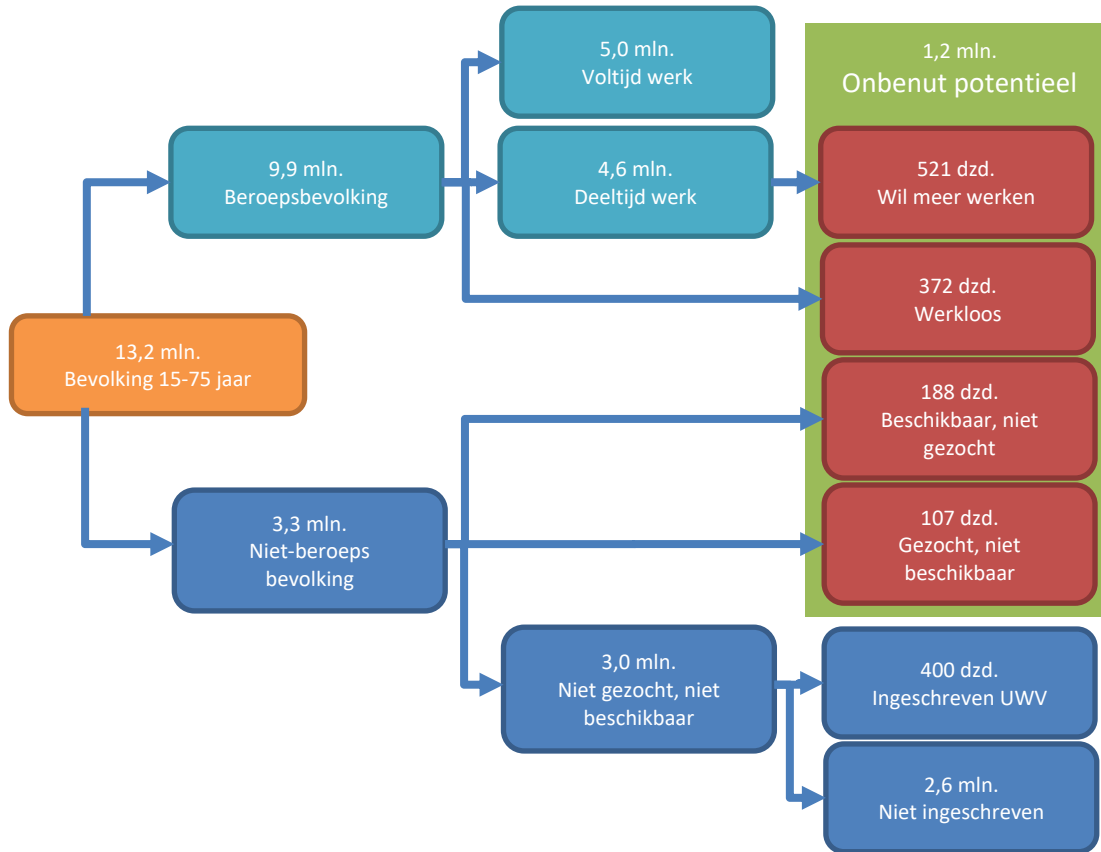 5,0 mln.
Voltijd werk
1,2 mln.
Onbenut potentieel
9,9 mln.
Beroepsbevolking
4,6 mln.
Deeltijd werk
521 dzd.
Wil meer werken
372 dzd.
Werkloos
13,2 mln.
Bevolking 15-75 jaar
188 dzd.
Beschikbaar, niet
gezocht
3,3 mln.
Niet-beroeps
bevolking
107 dzd.
Gezocht, niet
beschikbaar
3,0 mln.
Niet gezocht, niet
beschikbaar
400 dzd.
Ingeschreven UWV
2,6 mln.
Niet ingeschreven